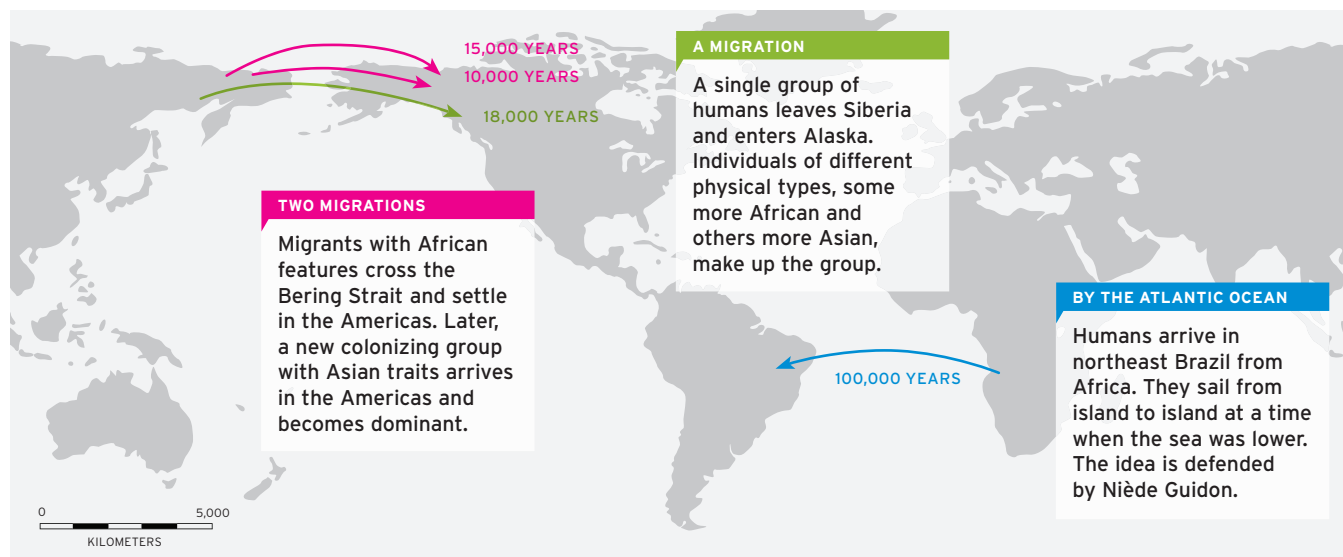 15,000 YEARS
10,000 YEARS
18,000 YEARS
A MIGRATION
A single group of
humans leaves Siberia
and enters Alaska.
Individuals of different
physical types, some
more African and
others more Asian,
make up the group.
TWO MIGRATIONS
Migrants with African
features cross the
Bering Strait and settle
in the Americas. Later,
a new colonizing group
with Asian traits arrives
in the Americas and
becomes dominant.
BY THE ATLANTIC OCEAN
Humans arrive in
northeast Brazil from
Africa. They sail from
island to island at a time
when the sea was lower.
The idea is defended
by Niède Guidon.
100,000 YEARS
0 5,000
KILOMETERS